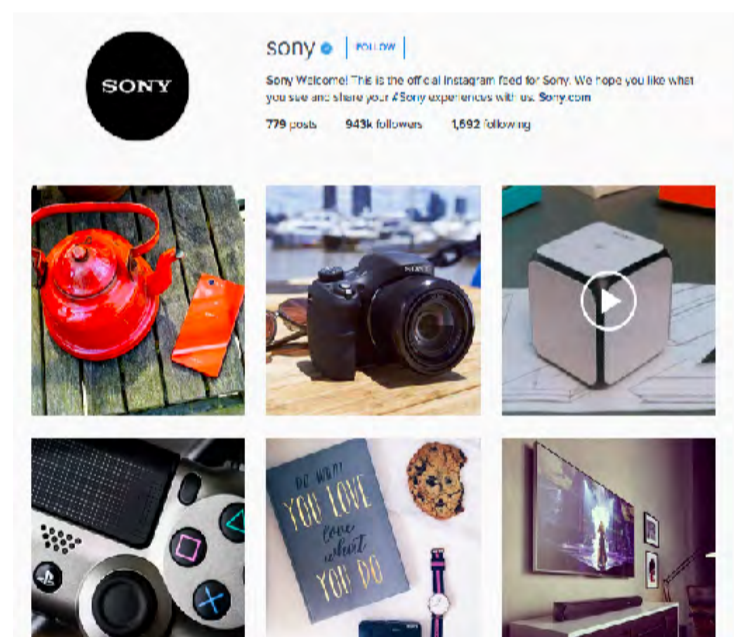 SONY
sony
FOLLOW
Sony Welcome! This is the official Instagram feed for Sony. We hope you like what
you see and share your #Sony experiences with us. Sony.com
779 posts 943k followers 1,692 following
SONY
DO WHAT
YOU LOVE
love
what
YOU DO
SONY